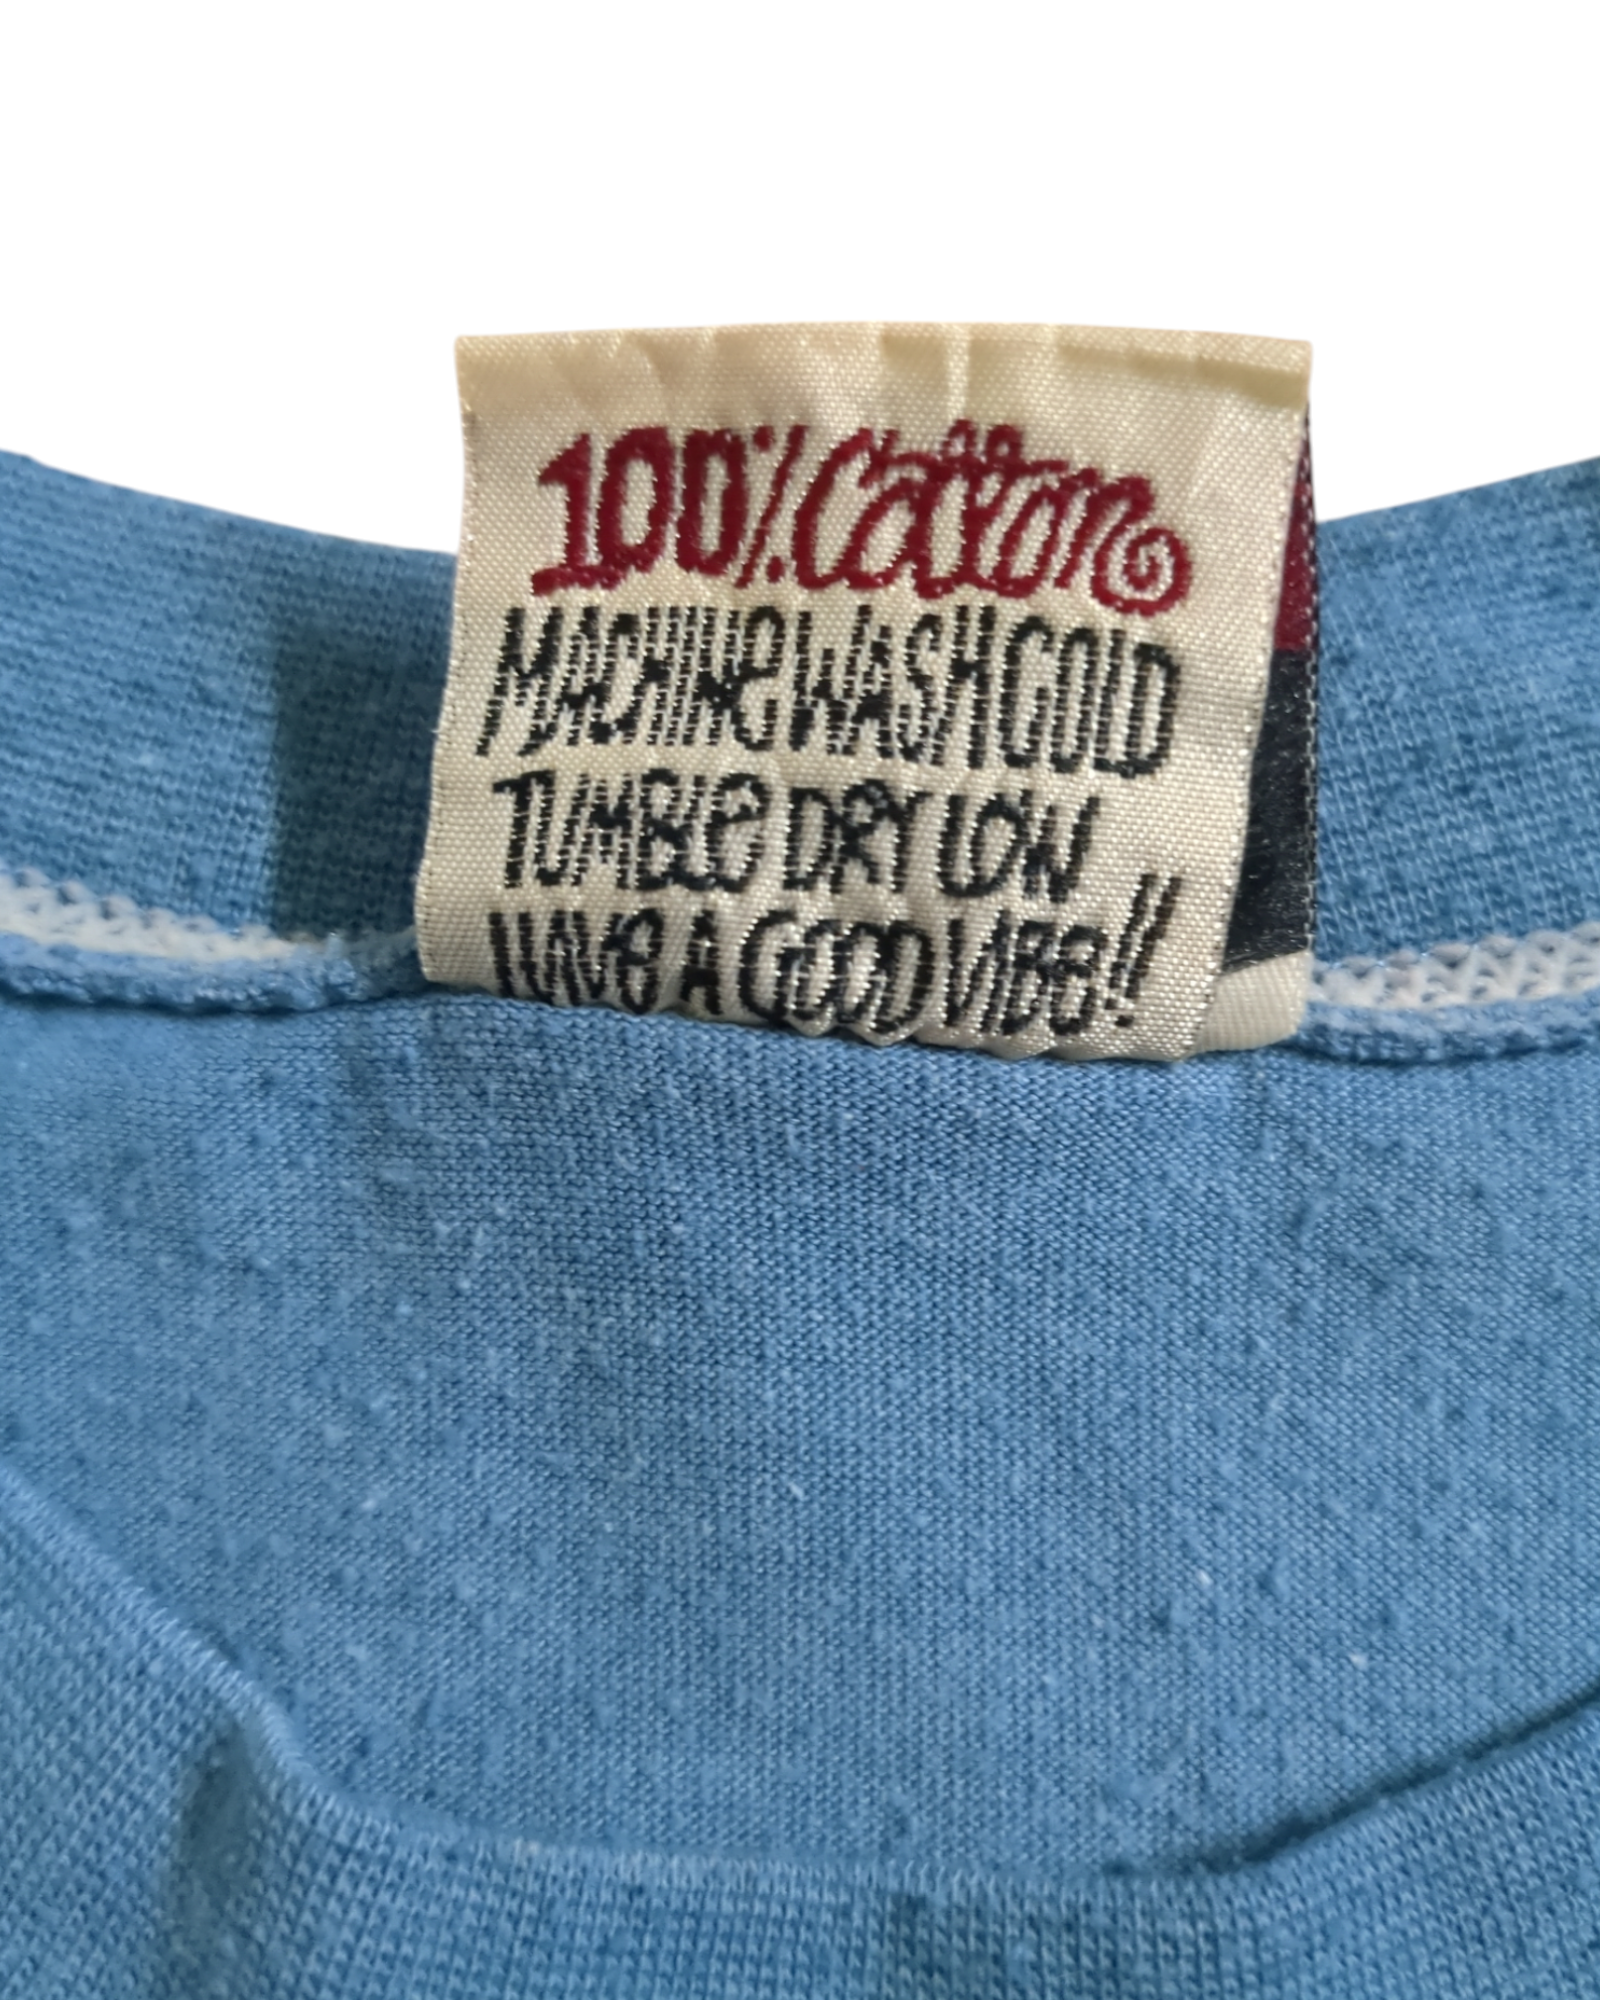 100% Cotton
MACHINe WASH COLD
TUMBLe DRY LOW
HAVe A GOOD VIBe!!